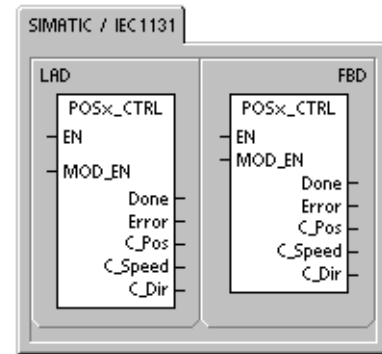 SIMATIC / IEC1131
LAD
POSx_CTRL
EN
MOD_EN
Done
Error
C_Pos
C_Speed
C_Dir
FBD
POSx_CTRL
EN
MOD_EN
Done
Error
C_Pos
C_Speed
C_Dir